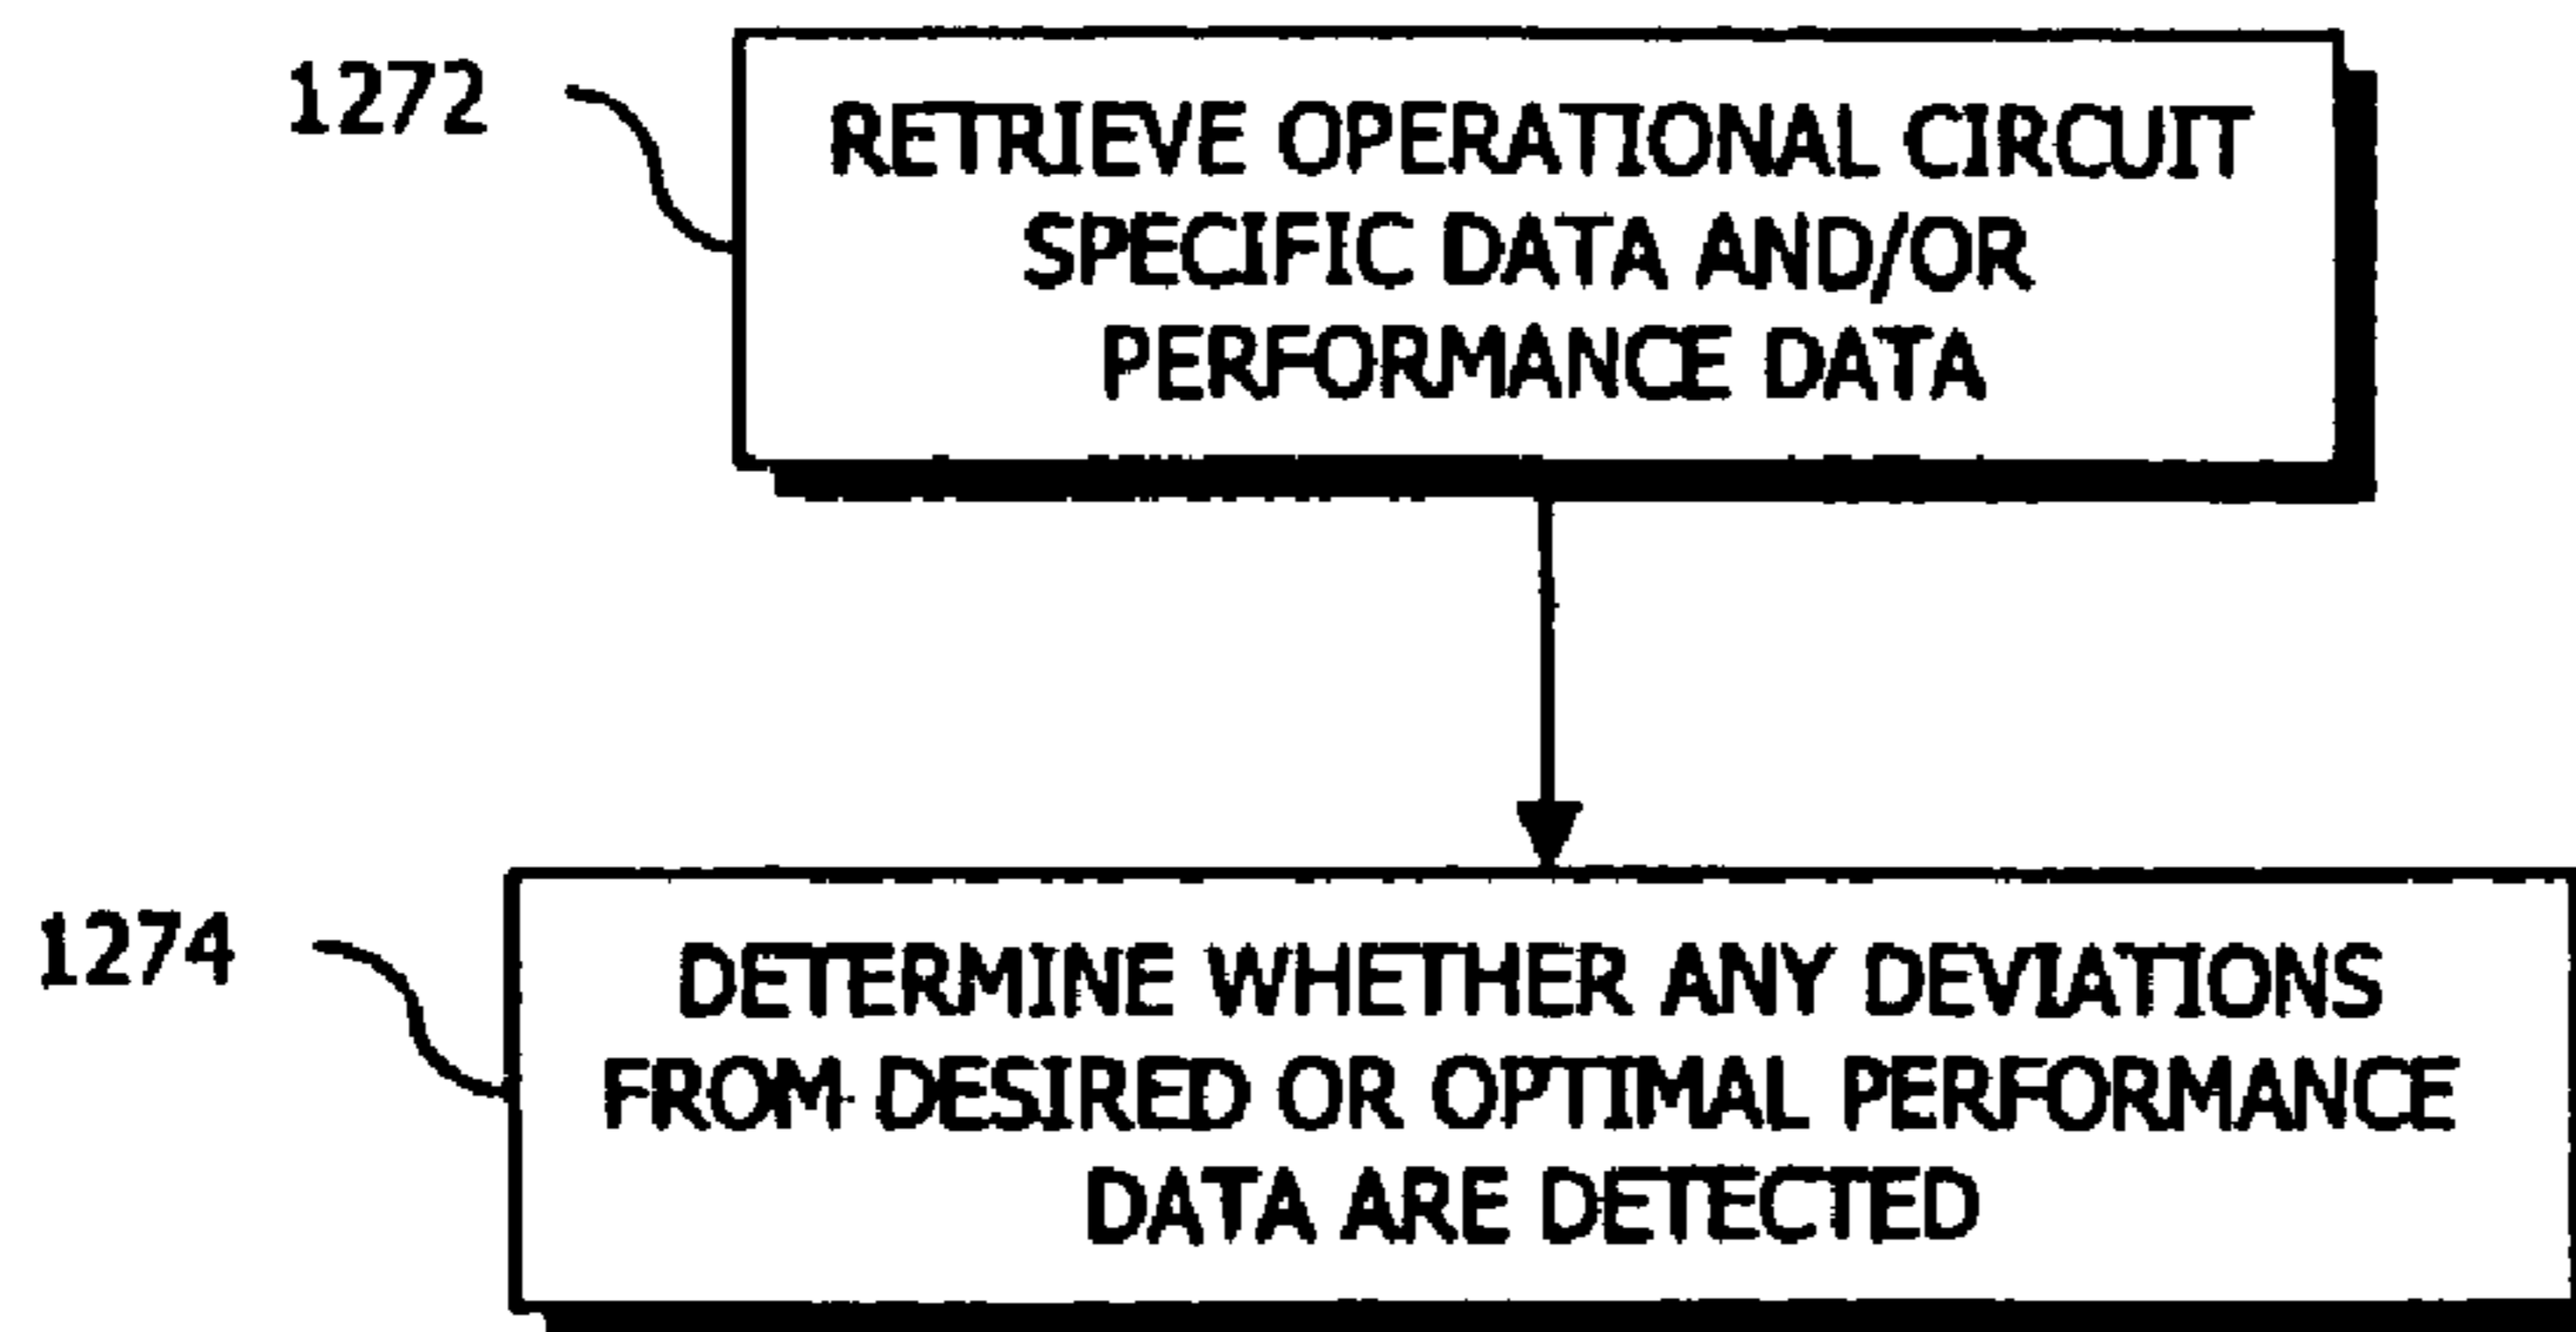 1272
RETRIEVE OPERATIONAL CIRCUIT
SPECIFIC DATA AND/OR
PERFORMANCE DATA
1274
DETERMINE WHETHER ANY DEVIATIONS
FROM DESIRED OR OPTIMAL PERFORMANCE
DATA ARE DETECTED